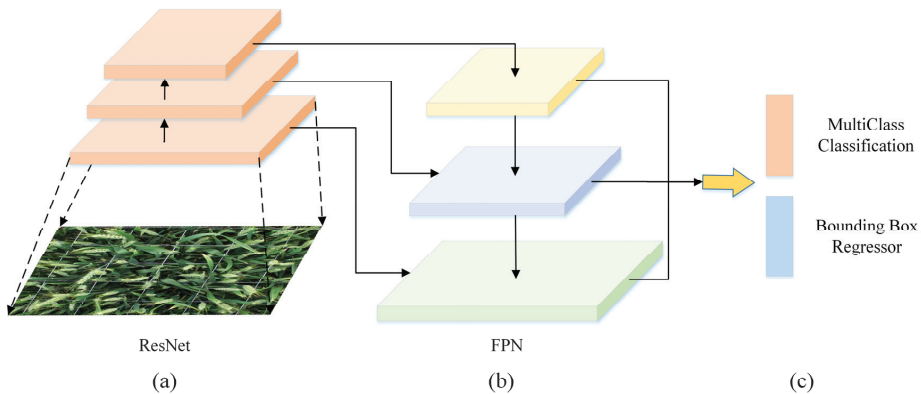 MultiClass
Classification
Bounding Box
Regressor
ResNet
FPN
(a)
(b)
(c)